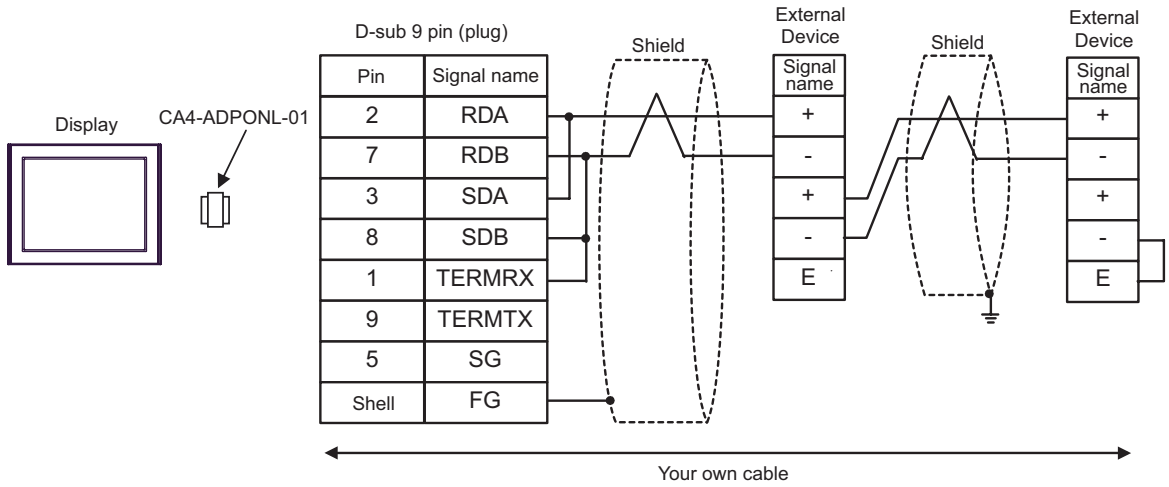 D-sub 9 pin (plug)
Shield
External
Device
Shield
External
Device
Display
CA4-ADPONL-01
Pin Signal name
2 RDA
7 RDB
3 SDA
8 SDB
1 TERMRX
9 TERMTX
5 SG
Shell FG
Signal
name
+
-
+
-
E
Signal
name
+
-
+
-
E
Your own cable